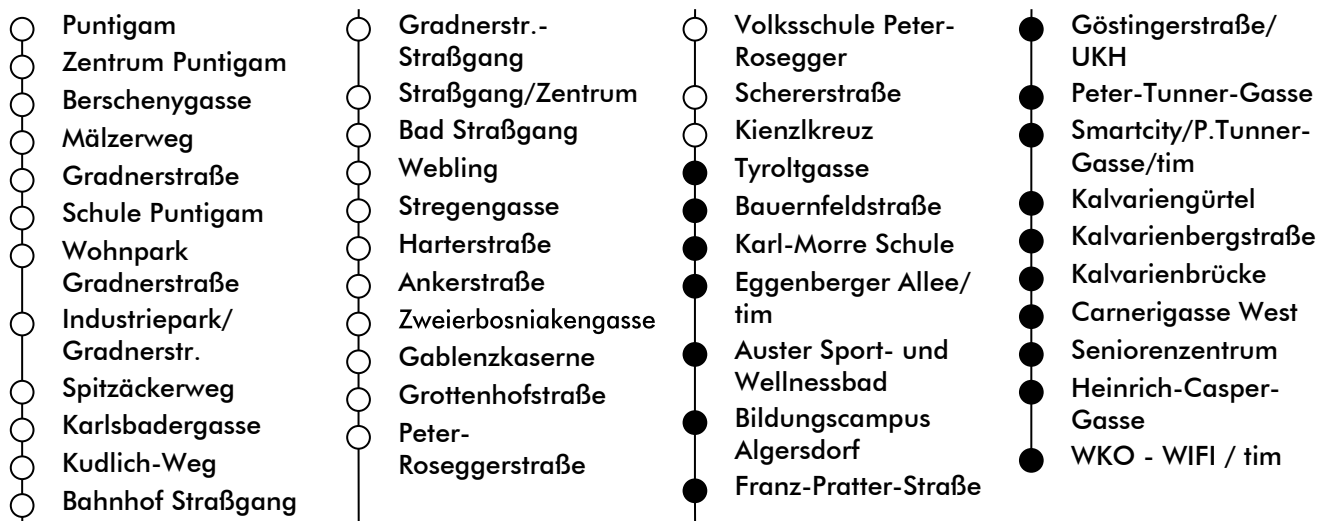 Puntigam
Zentrum Puntigam
Berschenygasse
Mälzerweg
Gradnerstraße
Schule Puntigam
Wohnpark
Gradnerstraße
Industriepark/
Gradnerstr.
Spitzäckerweg
Karlsbadergasse
Kudlich-Weg
Bahnhof Straßgang
Gradnerstr.-
Straßgang
Straßgang/Zentrum
Bad Straßgang
Webling
Stregengasse
Harterstraße
Ankerstraße
Zweierbosniakengasse
Gablenzkaserne
Grottenhofstraße
Peter-
Roseggerstraße
Volksschule Peter-
Rosegger
Schererstraße
Kienzlkreuz
Tyroltgasse
Bauernfeldstraße
Karl-Morre Schule
Eggenberger Allee/
tim
Auster Sport- und
Wellnessbad
Bildungscampus
Algersdorf
Franz-Pratter-Straße
Göstingerstraße/
UKH
Peter-Tunner-Gasse
Smartcity/P.Tunner-
Gasse/tim
Kalvariengürtel
Kalvarienbergstraße
Kalvarienbrücke
Carnerigasse West
Seniorenzentrum
Heinrich-Casper-
Gasse
WKO - WIFI / tim